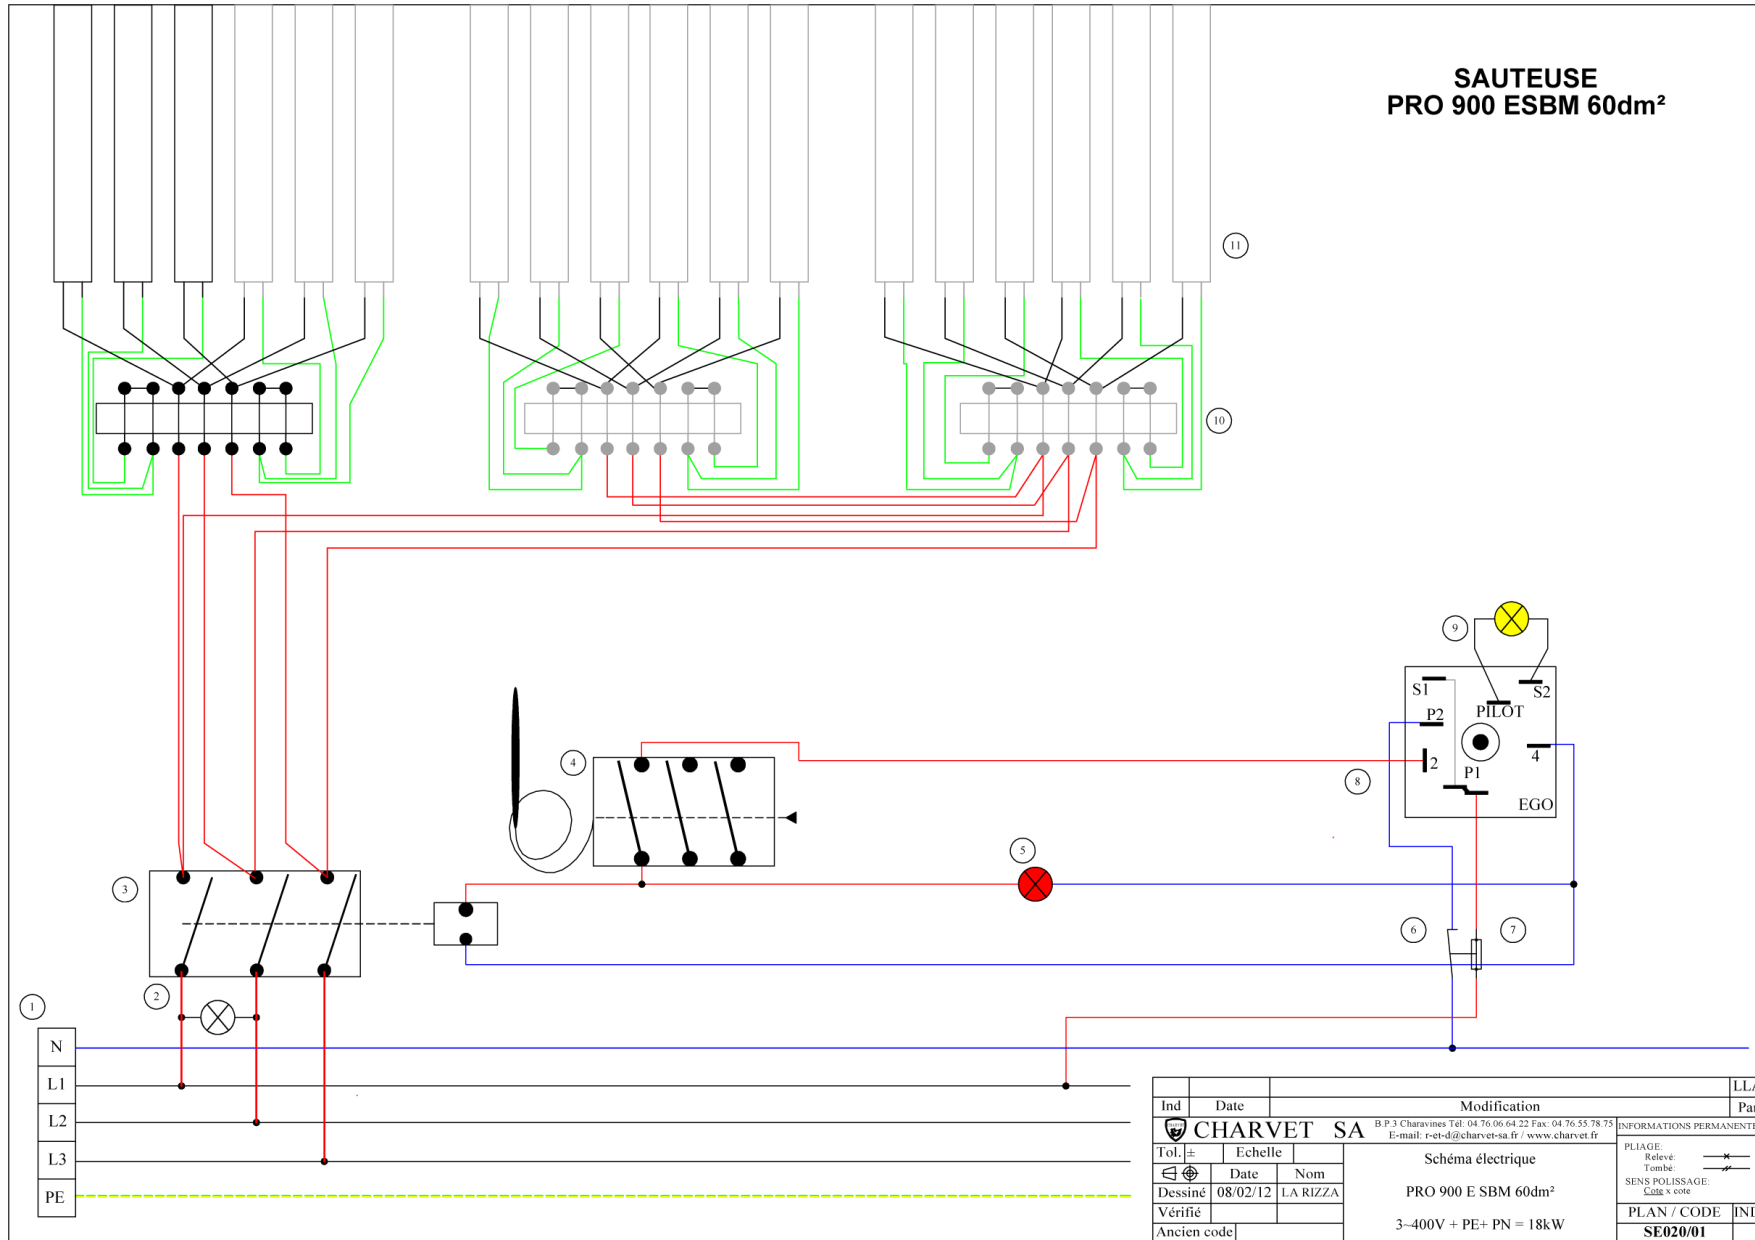 SAUTEUSE
PRO 900 ESBM 60dm²
11
10
9
S1
S2
P2
PILOT
4
2
P1
EGO
8
4
5
3
6
7
2
1
N
L1
L2
L3
PE
Ind Date Modification
CHARVET SA
B.P.3 Charavines Tél: 04.76.06.64.22 Fax: 04.76.55.78.75
E-mail: r-et-d@charvet-sa.fr / www.charvet.fr
INFORMATIONS PERMANENTE
Tol. ± Echelle
Date Nom
Dessiné 08/02/12 LA RIZZA
Vérifié
Ancien code
Schéma électrique
PRO 900 E SBM 60dm²
3~400V + PE+ PN = 18kW
PLIAGE:
Relevé:
Tombé:
SENS POLISSAGE:
Cote x cote
PLAN / CODE
SE020/01